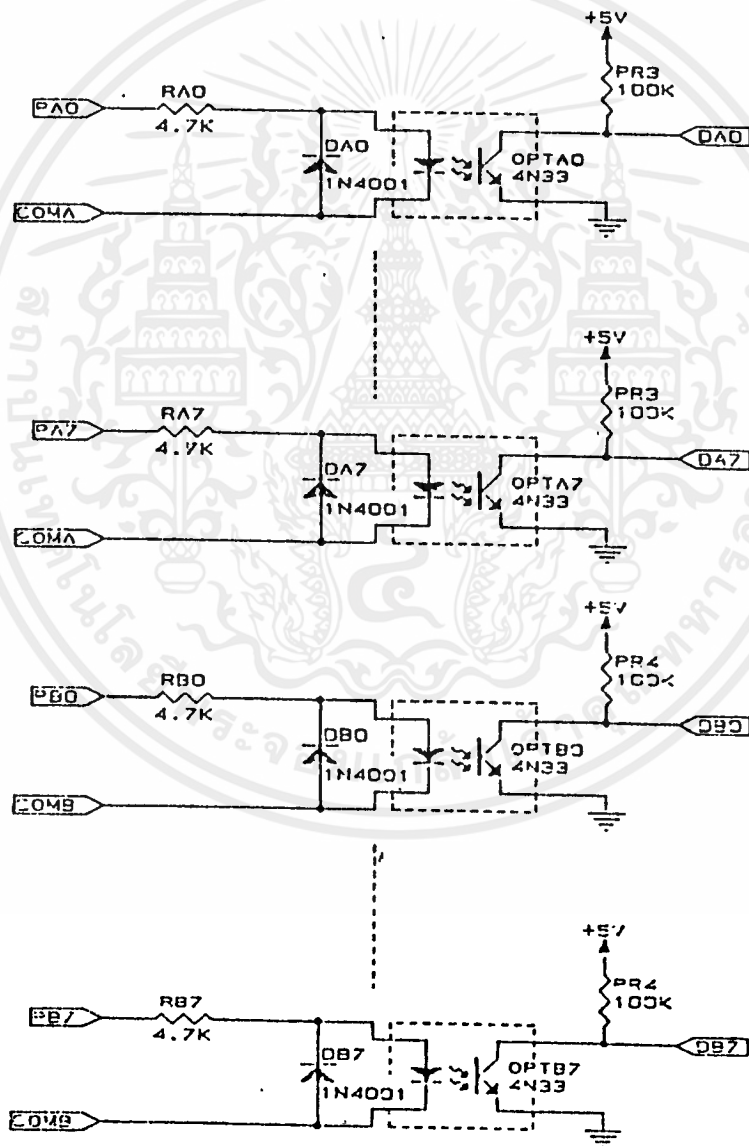 +5V
PR3
100K
PA0
RA0
4.7K
DA0
1N4001
OPTA0
4N33
DA0
COMA
+5V
PR3
100K
PA7
RA7
4.7K
DA7
1N4001
OPTA7
4N33
DA7
COMA
+5V
PR4
100K
PB0
RB0
4.7K
DB0
1N4001
OPTB0
4N33
DB0
COMB
+5V
PR4
100K
PB7
RB7
4.7K
DB7
1N4001
OPTB7
4N33
DB7
COMB